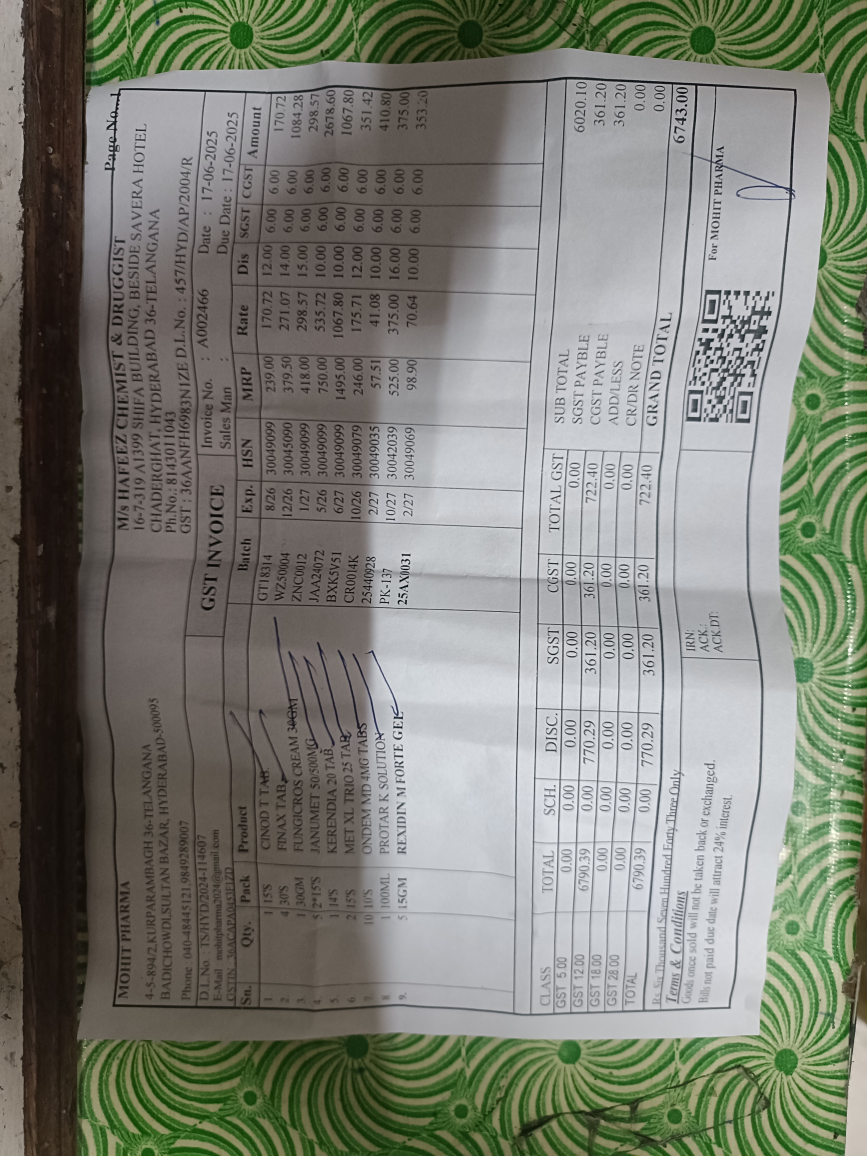 Page No...1
MOHIT PHARMA
4-5-894/2,KURPARAMBAGH 36-TELANGANA
BADICHOWDI,SULTAN BAZAR, HYDERABAD-500095
Phone : 040-48445121,9849289007
D.L.No. : TS/HYD/2024-114607
E-Mail : mohitpharma2024@gmail.com
M/s HAFEEZ CHEMIST & DRUGGIST
16-7-319 A1399 SHIFA BUILDING, BESIDE SAVERA HOTEL
CHADERGHAT, HYDERABAD 36-TELANGANA
Ph.No.: 8143011043
GST : 36AANFH6983N1ZE D.L.No. : 457/HYD/AP/2004/R
GST INVOICE
Invoice No. : A002466 Date : 17-06-2025
Sales Man : Due Date : 17-06-2025
Sn. Qty. Pack Product Batch Exp. HSN MRP Rate Dis SGST CGST Amount
1. 1 15'S CINOD T TAB GT18314 8/26 30049099 239.00 170.72 12.00 6.00 6.00 170.72
2. 4 30'S FINAX TAB WZ50004 12/26 30045090 379.50 271.07 14.00 6.00 6.00 1084.28
3. 1 30GM FUNGICROS CREAM 30GM ZNC0012 1/27 30049099 418.00 298.57 15.00 6.00 6.00 298.57
4. 5 2*15'S JANUMET 50/500MG JAA24072 5/26 30049099 750.00 535.72 10.00 6.00 6.00 2678.60
5. 1 14'S KERENDIA 20 TAB BXK5V51 6/27 30049099 1495.00 1067.80 10.00 6.00 6.00 1067.80
6. 2 15'S MET XL TRIO 25 TAB CR0014K 10/26 30049079 246.00 175.71 12.00 6.00 6.00 351.42
7. 10 10'S ONDEM MD 4MG TABS 25440928 2/27 30049035 57.51 41.08 10.00 6.00 6.00 410.80
8. 1 100ML PROTAR K SOLUTION PK-137 10/27 30042039 525.00 375.00 16.00 6.00 6.00 375.00
9. 5 15GM REXIDIN M FORTE GEL 25AX0031 2/27 30049069 98.90 70.64 10.00 6.00 6.00 353.20
CLASS TOTAL SCH. DISC. SGST CGST TOTAL GST
GST 5.00 0.00 0.00 0.00 0.00 0.00 0.00
GST 12.00 6790.39 0.00 770.29 361.20 361.20 722.40
GST 18.00 0.00 0.00 0.00 0.00 0.00 0.00
GST 28.00 0.00 0.00 0.00 0.00 0.00 0.00
TOTAL 6790.39 0.00 770.29 361.20 361.20 722.40
SUB TOTAL 6020.10
SGST PAYBLE 361.20
CGST PAYBLE 361.20
ADD/LESS 0.00
CR/DR NOTE 0.00
GRAND TOTAL 6743.00
Rs. Six Thousand Seven Hundred Forty Three Only
Terms & Conditions
Goods once sold will not be taken back or exchanged.
Bills not paid due date will attract 24% interest.
IRN:
ACK.:
ACK.DT:
For MOHIT PHARMA